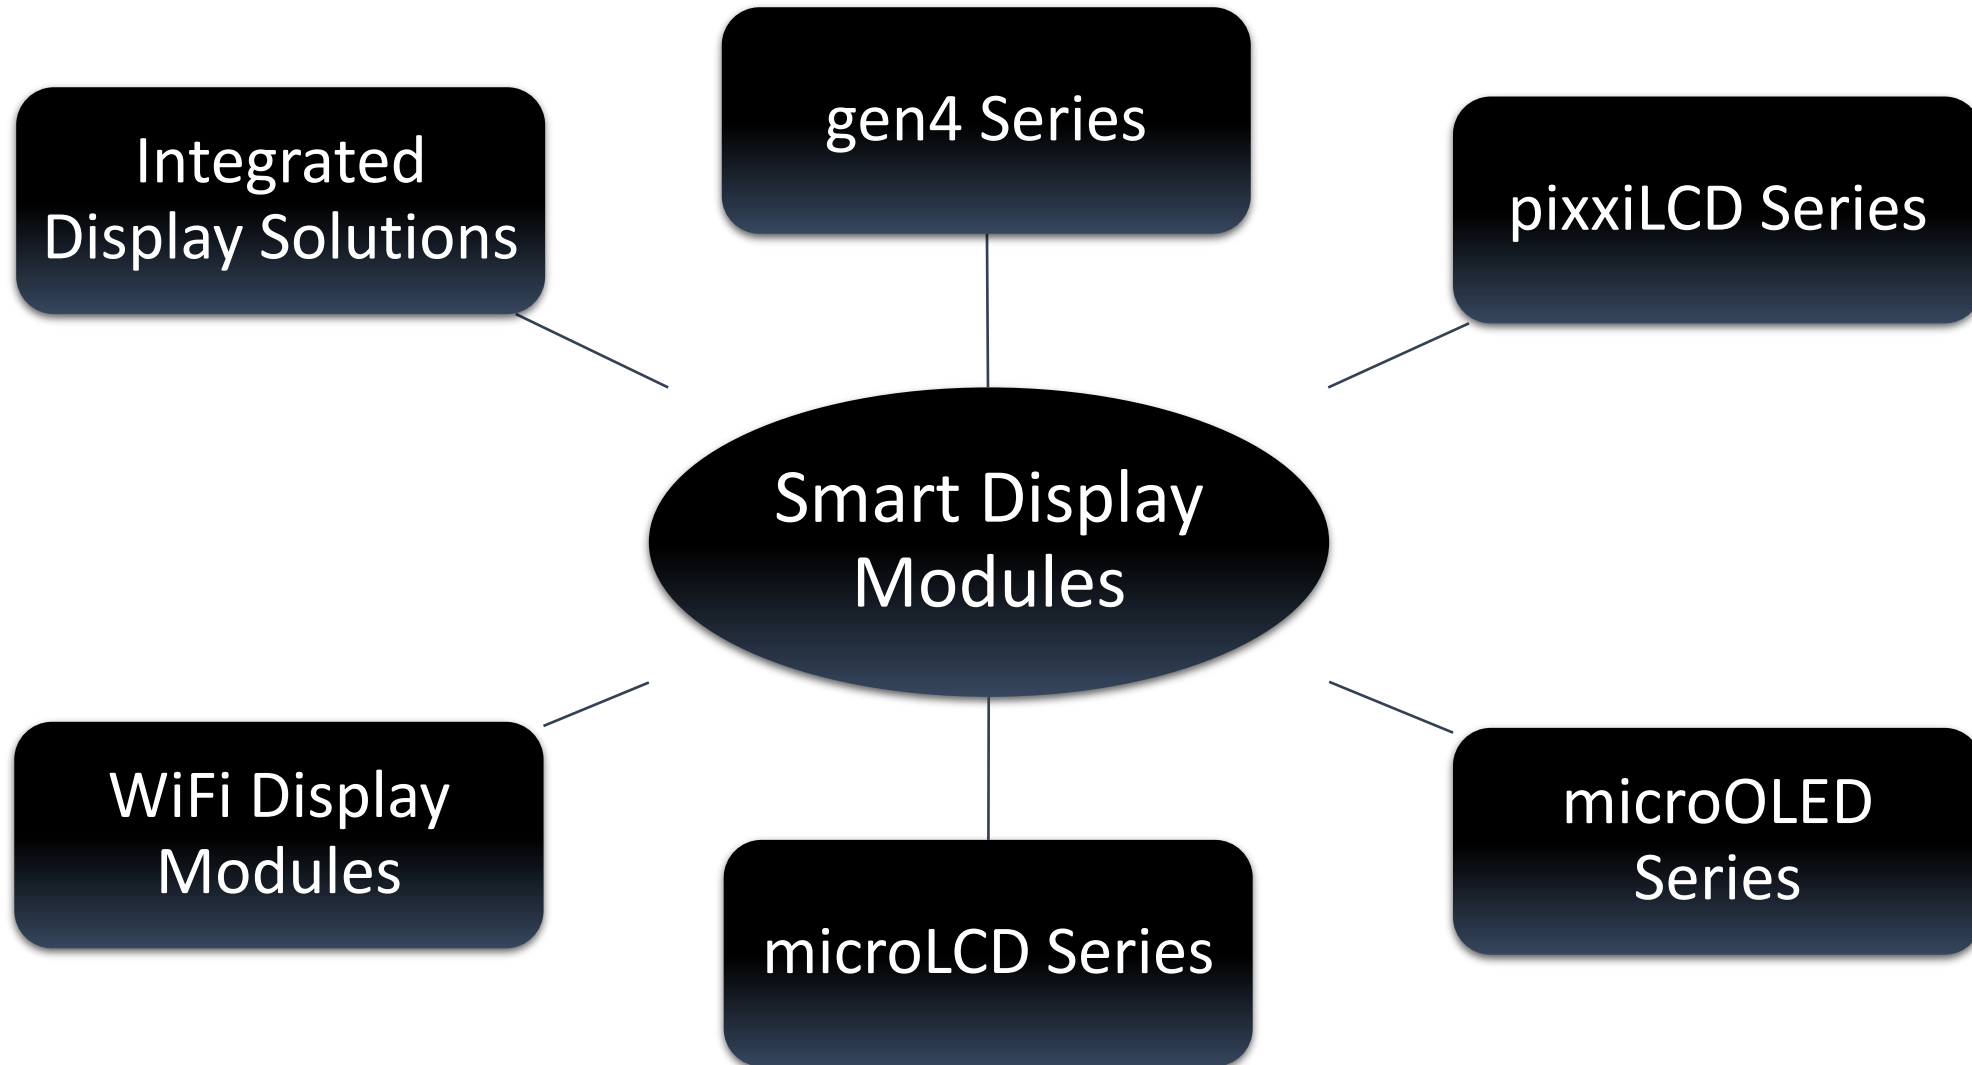 gen4 Series
Integrated
Display Solutions
pixxiLCD Series
Smart Display
Modules
WiFi Display
Modules
microOLED
Series
microLCD Series